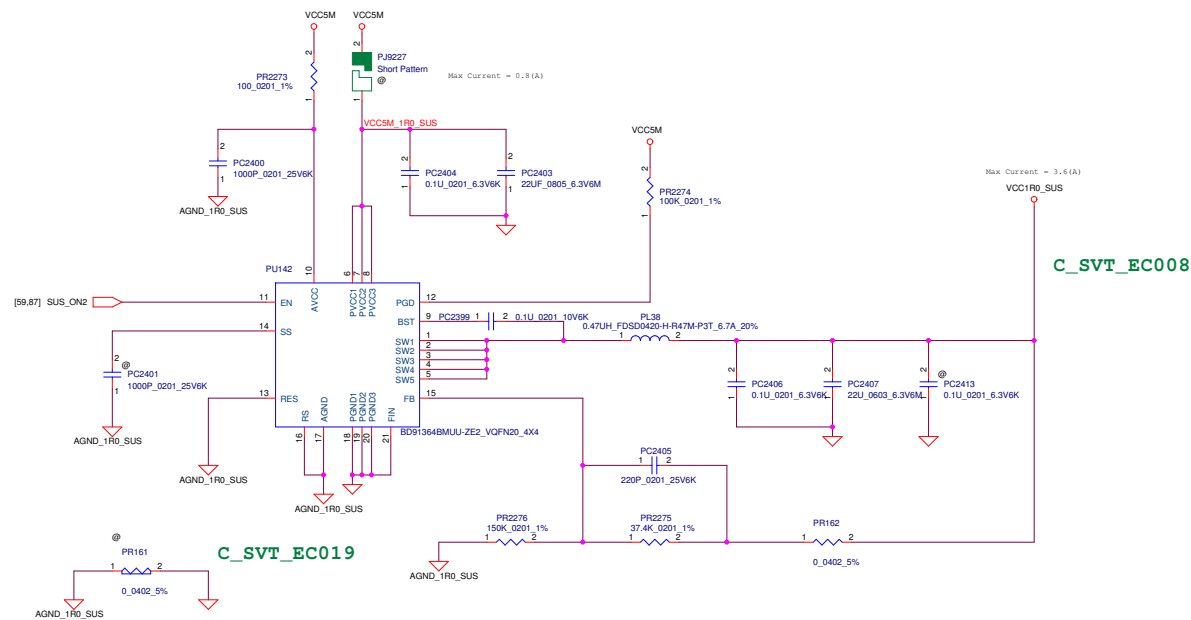 VCC5M
VCC5M
2
PR2273
100_0201_1%
1
2
PJ9227
Short Pattern
@
1
Max Current = 0.8(A)
VCC5M_1R0_SUS
2
PC2400
1000P_0201_25V6K
1
AGND_1R0_SUS
2
PC2404
0.1U_0201_6.3V6K
1
2
PC2403
22UF_0805_6.3V6M
1
VCC5M
2
PR2274
100K_0201_1%
1
Max Current = 3.6(A)
VCC1R0_SUS
C_SVT_EC008
PU142
10
6
7
8
[59,87] SUS_ON2
11
EN
AVCC
PVCC1
PVCC2
PVCC3
PGD
12
14
SS
BST
9
PC2399
1
2
0.1U_0201_10V6K
PL38
0.47UH_FDSD0420-H-R47M-P3T_6.7A_20%
1
2
SW1
1
SW2
2
SW3
3
SW4
4
SW5
5
2
@
PC2401
1000P_0201_25V6K
1
AGND_1R0_SUS
2
PC2406
0.1U_0201_6.3V6K
1
2
PC2407
22U_0603_6.3V6M
1
2
@
PC2413
0.1U_0201_6.3V6K
1
13
RES
FB
15
RS
AGND
PGND1
PGND2
PGND3
FIN
BD91364BMUU-ZE2_VQFN20_4X4
16
17
18
19
20
21
AGND_1R0_SUS
AGND_1R0_SUS
PC2405
1
2
220P_0201_25V6K
PR2276
150K_0201_1%
1
2
PR2275
37.4K_0201_1%
1
2
PR162
1
2
0_0402_5%
AGND_1R0_SUS
@
PR161
1
2
0_0402_5%
AGND_1R0_SUS
C_SVT_EC019